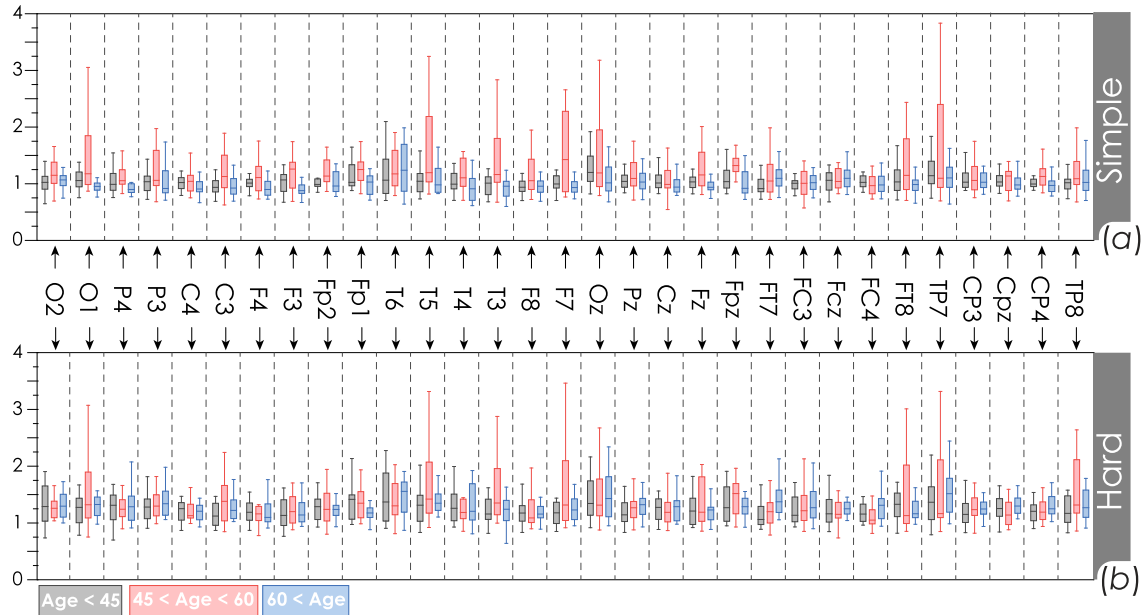 4
3
2
1
0
Simple
(a)
O2 O1 P4 P3 C4 C3 F4 F3 Fp2 Fp1 T6 T5 T4 T3 F8 F7 Oz Pz Cz Fz Fpz FT7 FC3 Fcz FC4 FT8 TP7 CP3 Cpz CP4 TP8
4
3
2
1
0
Hard
(b)
Age < 45 45 < Age < 60 60 < Age